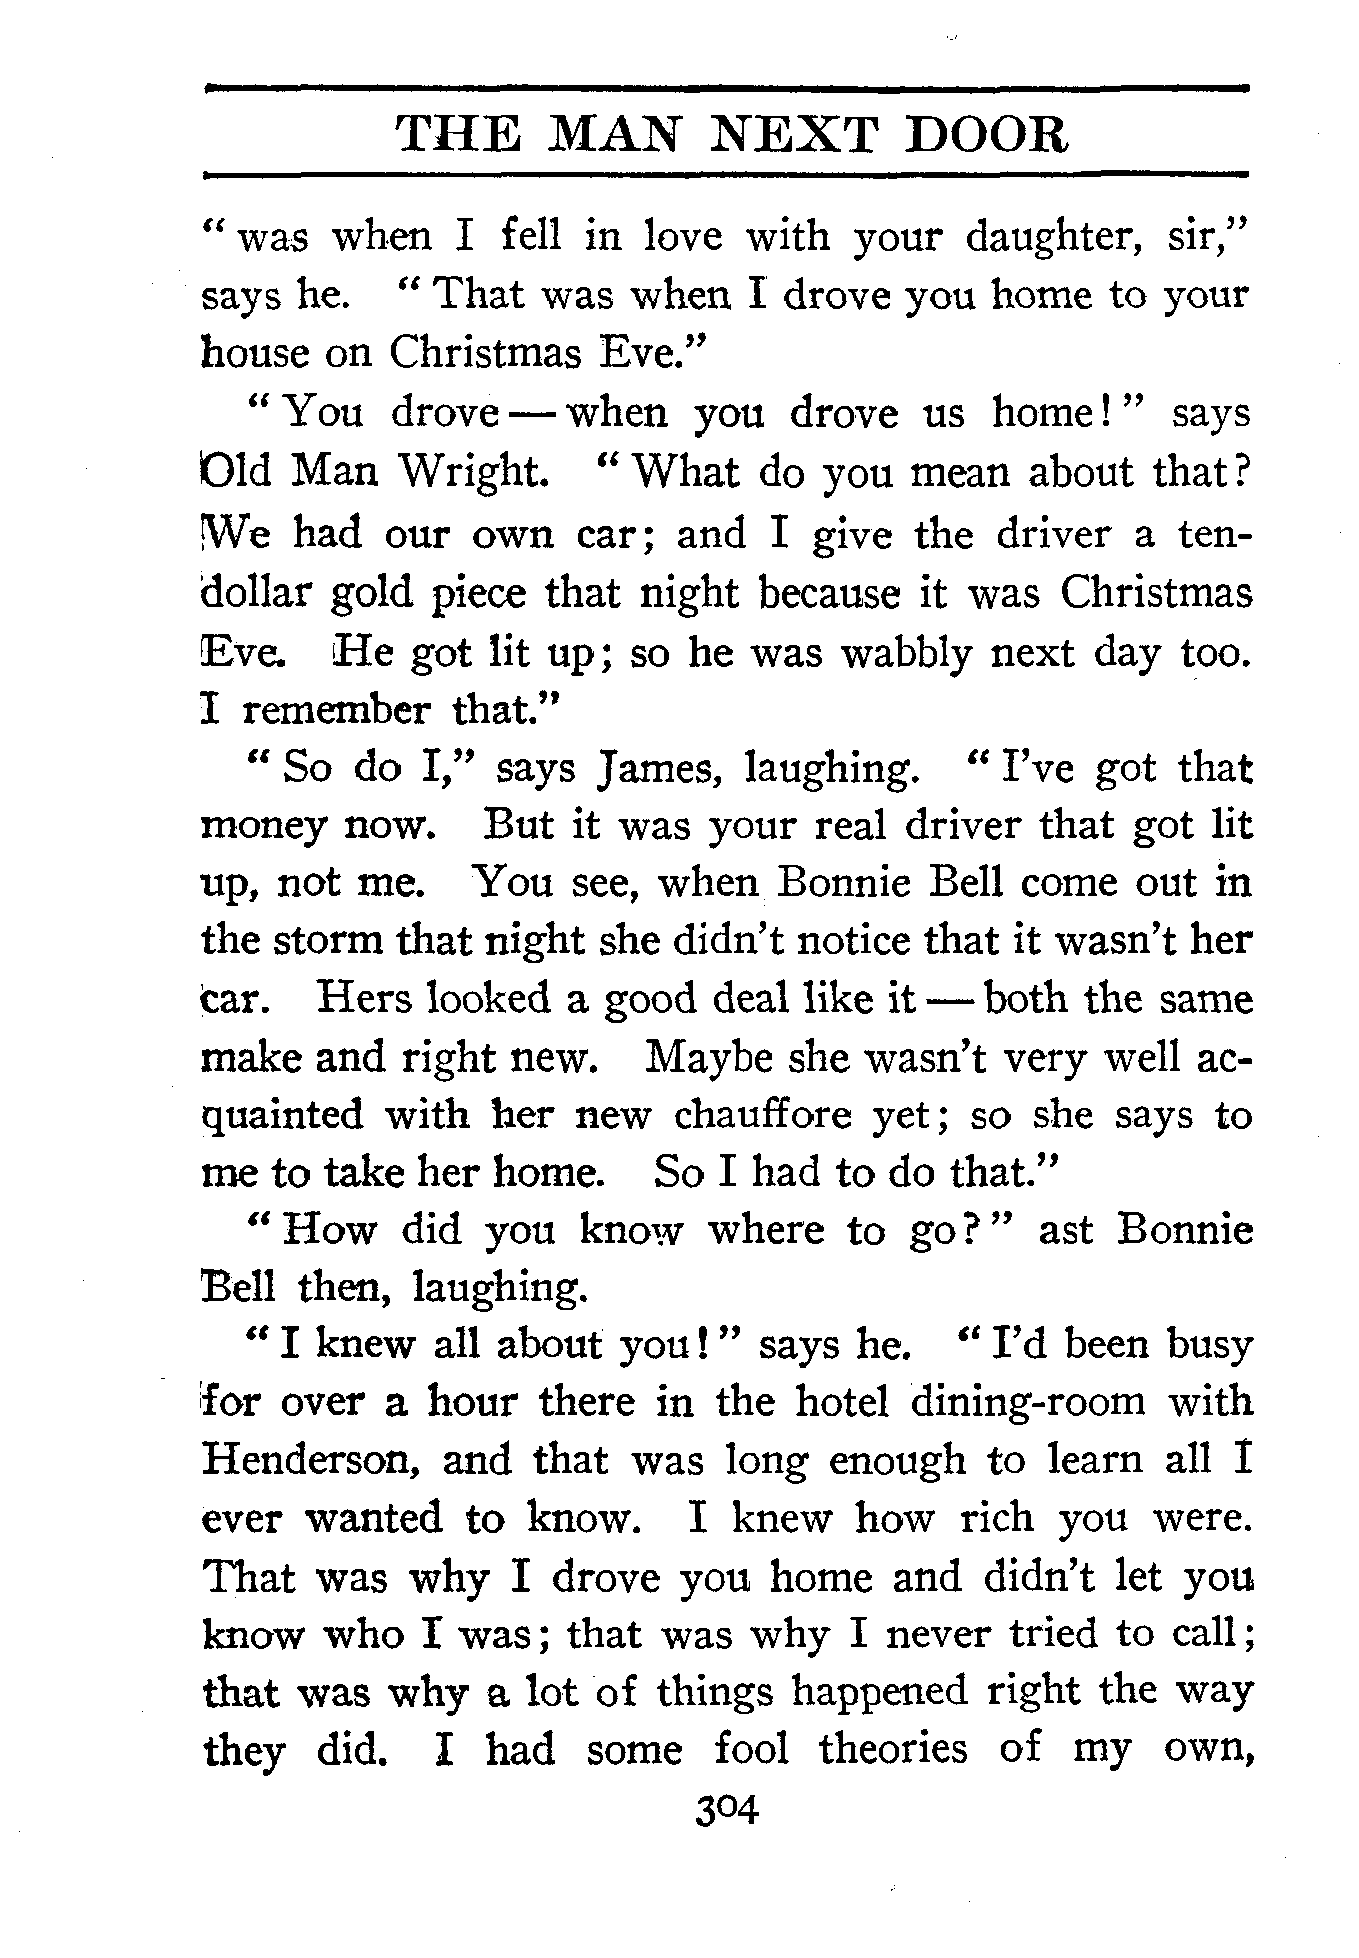 THE MAN NEXT DOOR
“ was when I fell in love with your daughter, sir,”
says he. “ That was when I drove you home to your
house on Christmas Eve.”
“ You drove — when you drove us home! ” says
Old Man Wright. “ What do you mean about that?
We had our own car; and I give the driver a ten-
dollar gold piece that night because it was Christmas
Eve. He got lit up; so he was wabbly next day too.
I remember that.”
“ So do I,” says James, laughing. “ I’ve got that
money now. But it was your real driver that got lit
up, not me. You see, when Bonnie Bell come out in
the storm that night she didn’t notice that it wasn’t her
car. Hers looked a good deal like it — both the same
make and right new. Maybe she wasn’t very well ac-
quainted with her new chauffore yet; so she says to
me to take her home. So I had to do that.”
“ How did you know where to go? ” ast Bonnie
Bell then, laughing.
“ I knew all about you! ” says he. “ I’d been busy
for over a hour there in the hotel dining-room with
Henderson, and that was long enough to learn all I
ever wanted to know. I knew how rich you were.
That was why I drove you home and didn’t let you
know who I was; that was why I never tried to call;
that was why a lot of things happened right the way
they did. I had some fool theories of my own,
304